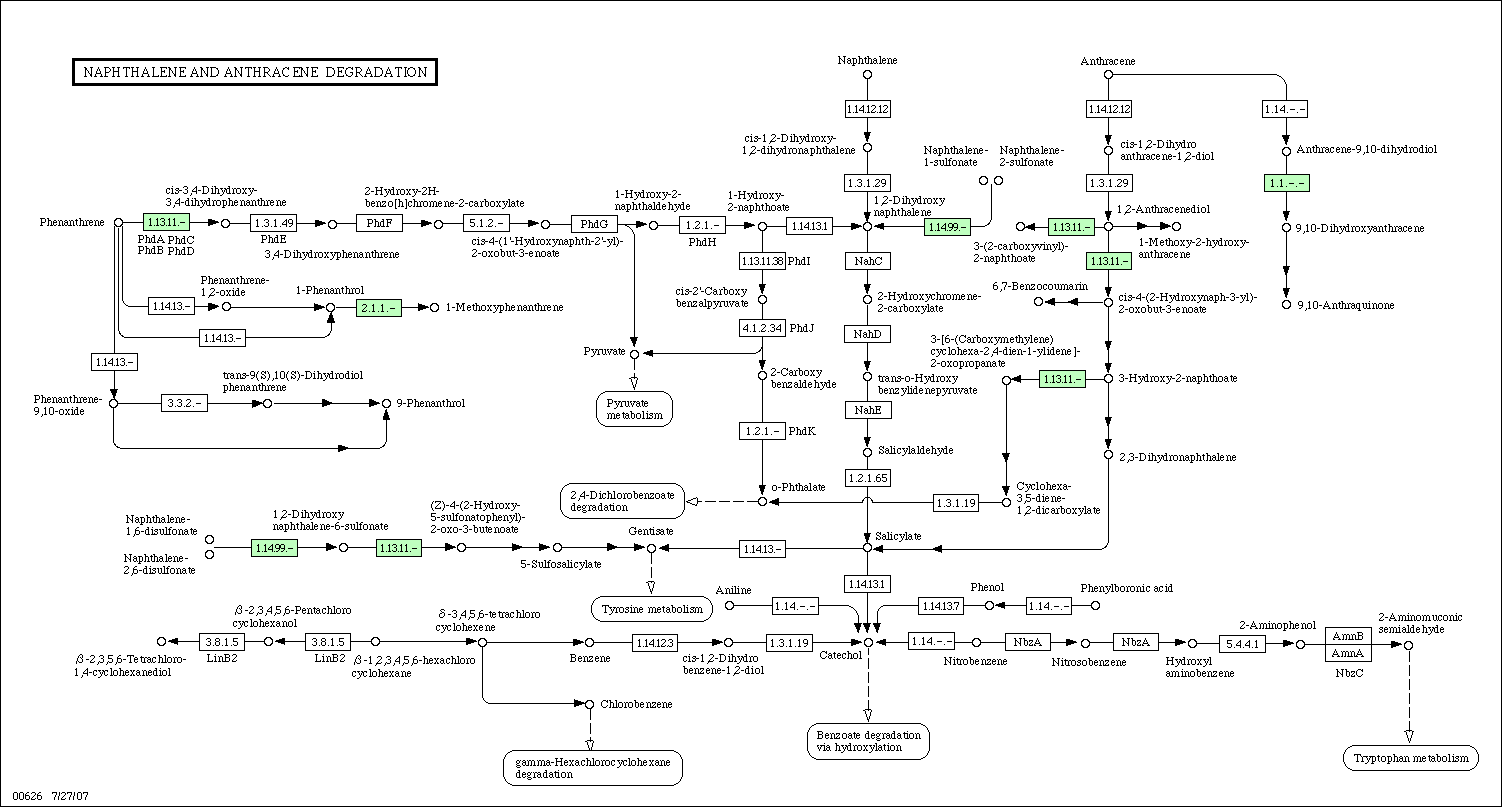 NAPHTHALENE AND ANTHRACENE DEGRADATION
Naphthalene
Anthracene
1.14.12.12
1.14.12.12
1.14.-.-
cis-1,2-Dihydroxy-
1,2-dihydronaphthalene
Naphthalene-
1-sulfonate
Naphthalene-
2-sulfonate
cis-1,2-Dihydro
anthracene-1,2-diol
Anthracene-9,10-dihydrodiol
1.3.1.29
1.3.1.29
1.1.-.-
cis-3,4-Dihydroxy-
3,4-dihydrophenanthrene
2-Hydroxy-2H-
benzo[h]chromene-2-carboxylate
1-Hydroxy-2-
naphthaldehyde
1-Hydroxy-
2-naphthoate
1,2-Dihydroxy
naphthalene
1,2-Anthracenediol
Phenanthrene
1.13.11.-
1.3.1.49
PhdF
5.1.2.-
PhdG
1.2.1.-
1.14.13.1
1.14.99.-
1.13.11.-
9,10-Dihydroxyanthracene
PhdA PhdC
PhdB PhdD
PhdE
3,4-Dihydroxyphenanthrene
cis-4-(1'-Hydroxynaphth-2'-yl)-
2-oxobut-3-enoate
PhdH
3-(2-carboxyvinyl)-
2-naphthoate
1-Methoxy-2-hydroxy-
anthracene
1.13.11.38
PhdI
NahC
1.13.11.-
Phenanthrene-
1,2-oxide
1-Phenanthrol
cis-2'-Carboxy
benzalpyruvate
2-Hydroxychromene-
2-carboxylate
6,7-Benzocoumarin
cis-4-(2-Hydroxynaph-3-yl)-
2-oxobut-3-enoate
9,10-Anthraquinone
1.14.13.-
2.1.1.-
1-Methoxyphenanthrene
1.14.13.-
4.1.2.34
PhdJ
NahD
3-[6-(Carboxymethylene)
cyclohexa-2,4-dien-1-ylidene]-
2-oxopropanate
1.14.13.-
Pyruvate
trans-9(S),10(S)-Dihydrodiol
phenanthrene
2-Carboxy
benzaldehyde
trans-o-Hydroxy
benzylidenepyruvate
1.13.11.-
3-Hydroxy-2-naphthoate
Phenanthrene-
9,10-oxide
3.3.2.-
9-Phenanthrol
Pyruvate
metabolism
NahE
1.2.1.-
PhdK
Salicylaldehyde
2,3-Dihydronaphthalene
1.2.1.65
2,4-Dichlorobenzoate
degradation
o-Phthalate
1.3.1.19
Cyclohexa-
3,5-diene-
1,2-dicarboxylate
Naphthalene-
1,6-disulfonate
Naphthalene-
2,6-disulfonate
1,2-Dihydroxy
naphthalene-6-sulfonate
(Z)-4-(2-Hydroxy-
5-sulfonatophenyl)-
2-oxo-3-butenoate
Gentisate
Salicylate
1.14.99.-
1.13.11.-
5-Sulfosalicylate
1.14.13.-
1.14.13.1
Tyrosine metabolism
Aniline
1.14.-.-
1.14.13.7
Phenol
1.14.-.-
Phenylboronic acid
β-2,3,4,5,6-Pentachloro
cyclohexanol
δ-3,4,5,6-tetrachloro
cyclohexene
2-Aminophenol
2-Aminomuconic
semialdehyde
3.8.1.5
LinB2
3.8.1.5
LinB2
Benzene
1.14.12.3
1.3.1.19
Catechol
1.14.-.-
Nitrobenzene
NbzA
Nitrosobenzene
NbzA
5.4.4.1
AmnB
AmnA
NbzC
β-2,3,5,6-Tetrachloro-
1,4-cyclohexanediol
β-1,2,3,4,5,6-hexachloro
cyclohexane
cis-1,2-Dihydro
benzene-1,2-diol
Hydroxyl
aminobenzene
Chlorobenzene
gamma-Hexachlorocyclohexane
degradation
Benzoate degradation
via hydroxylation
Tryptophan metabolism
00626 7/27/07